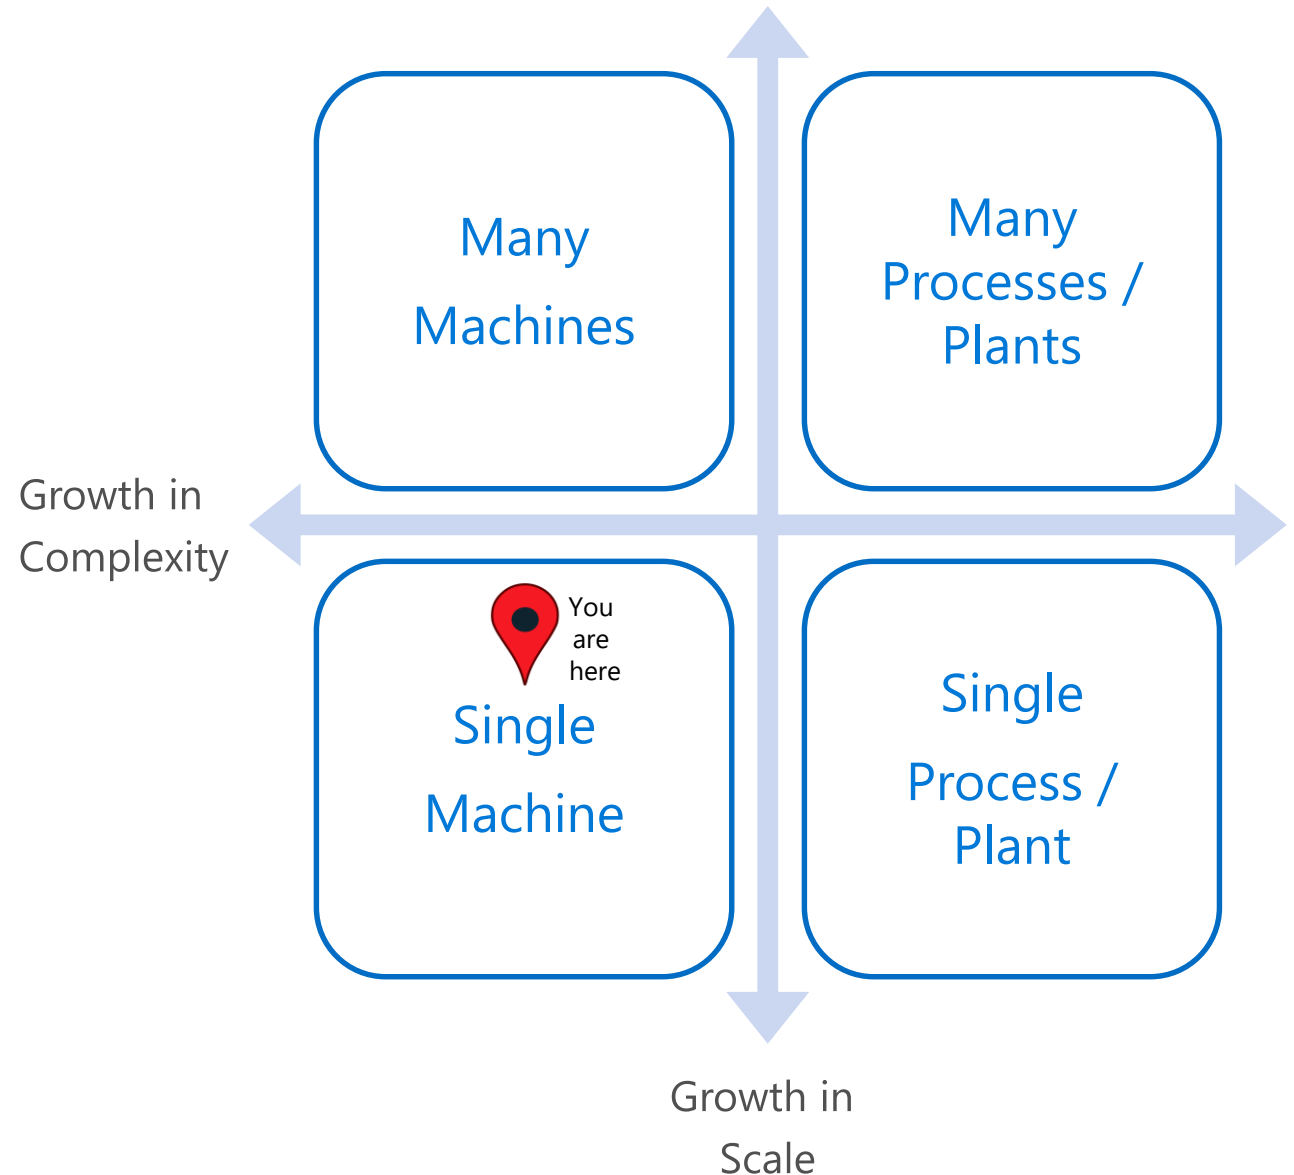 Many
Machines
Many
Processes /
Plants
Growth in
Complexity
You
are
here
Single
Machine
Single
Process /
Plant
Growth in
Scale